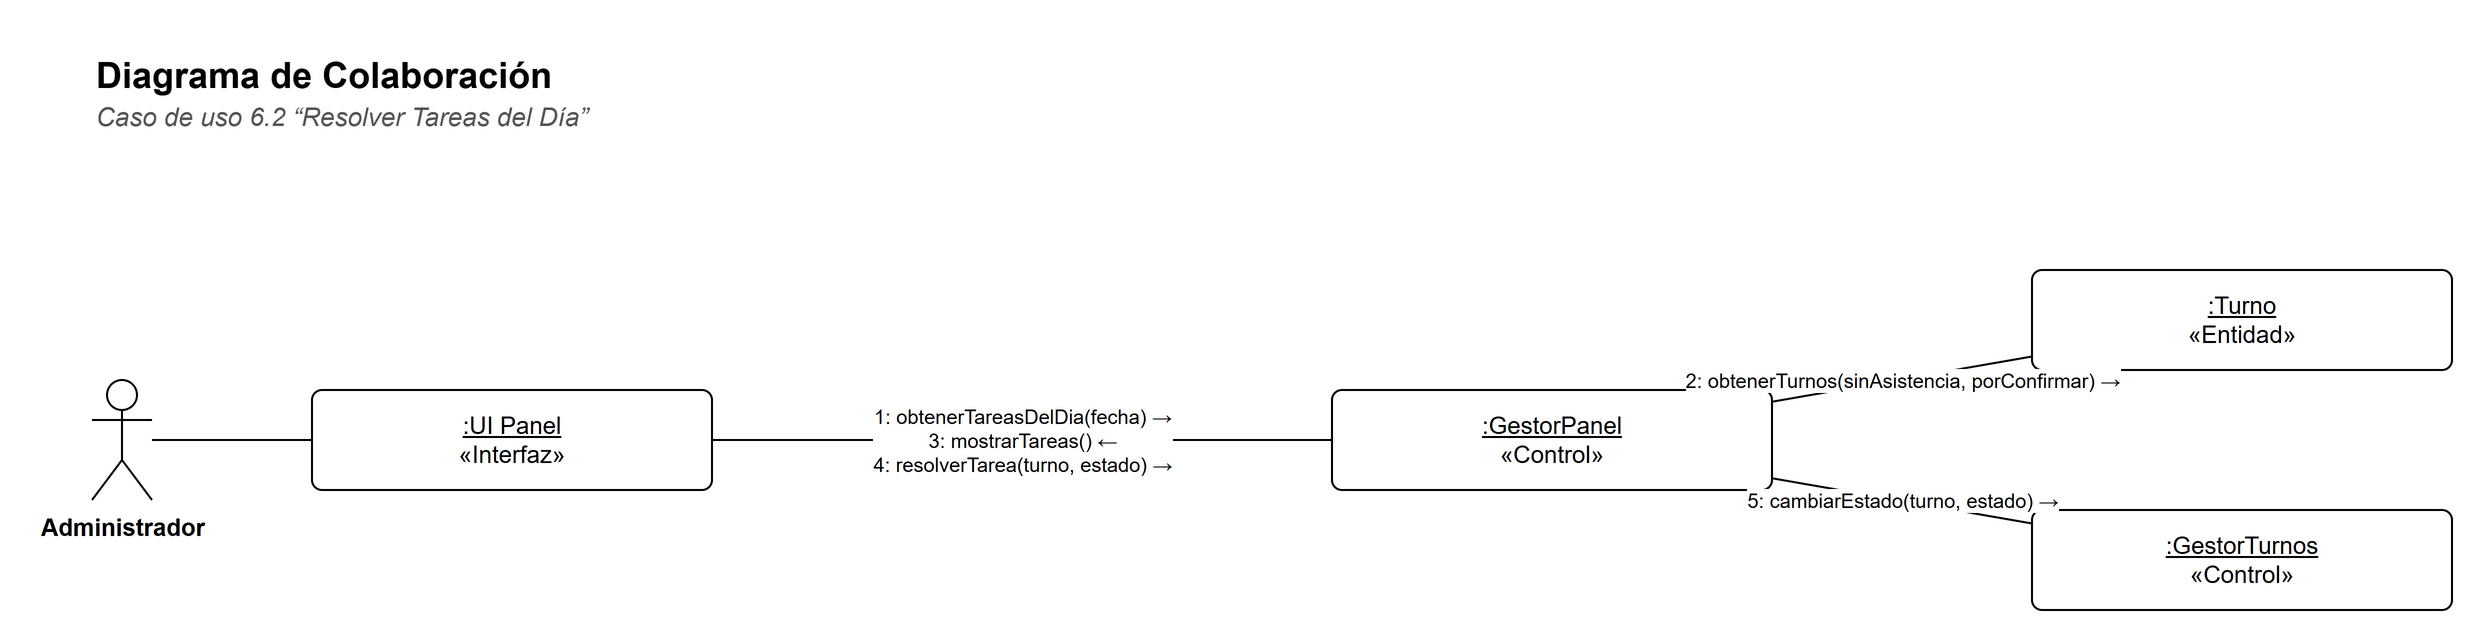 Diagrama de Colaboración
Caso de uso 6.2 “Resolver Tareas del Día”
Administrador
:UI Panel
«Interfaz»
1: obtenerTareasDelDia(fecha) →
3: mostrarTareas() ←
4: resolverTarea(turno, estado) →
:GestorPanel
«Control»
2: obtenerTurnos(sinAsistencia, porConfirmar) →
:Turno
«Entidad»
5: cambiarEstado(turno, estado) →
:GestorTurnos
«Control»